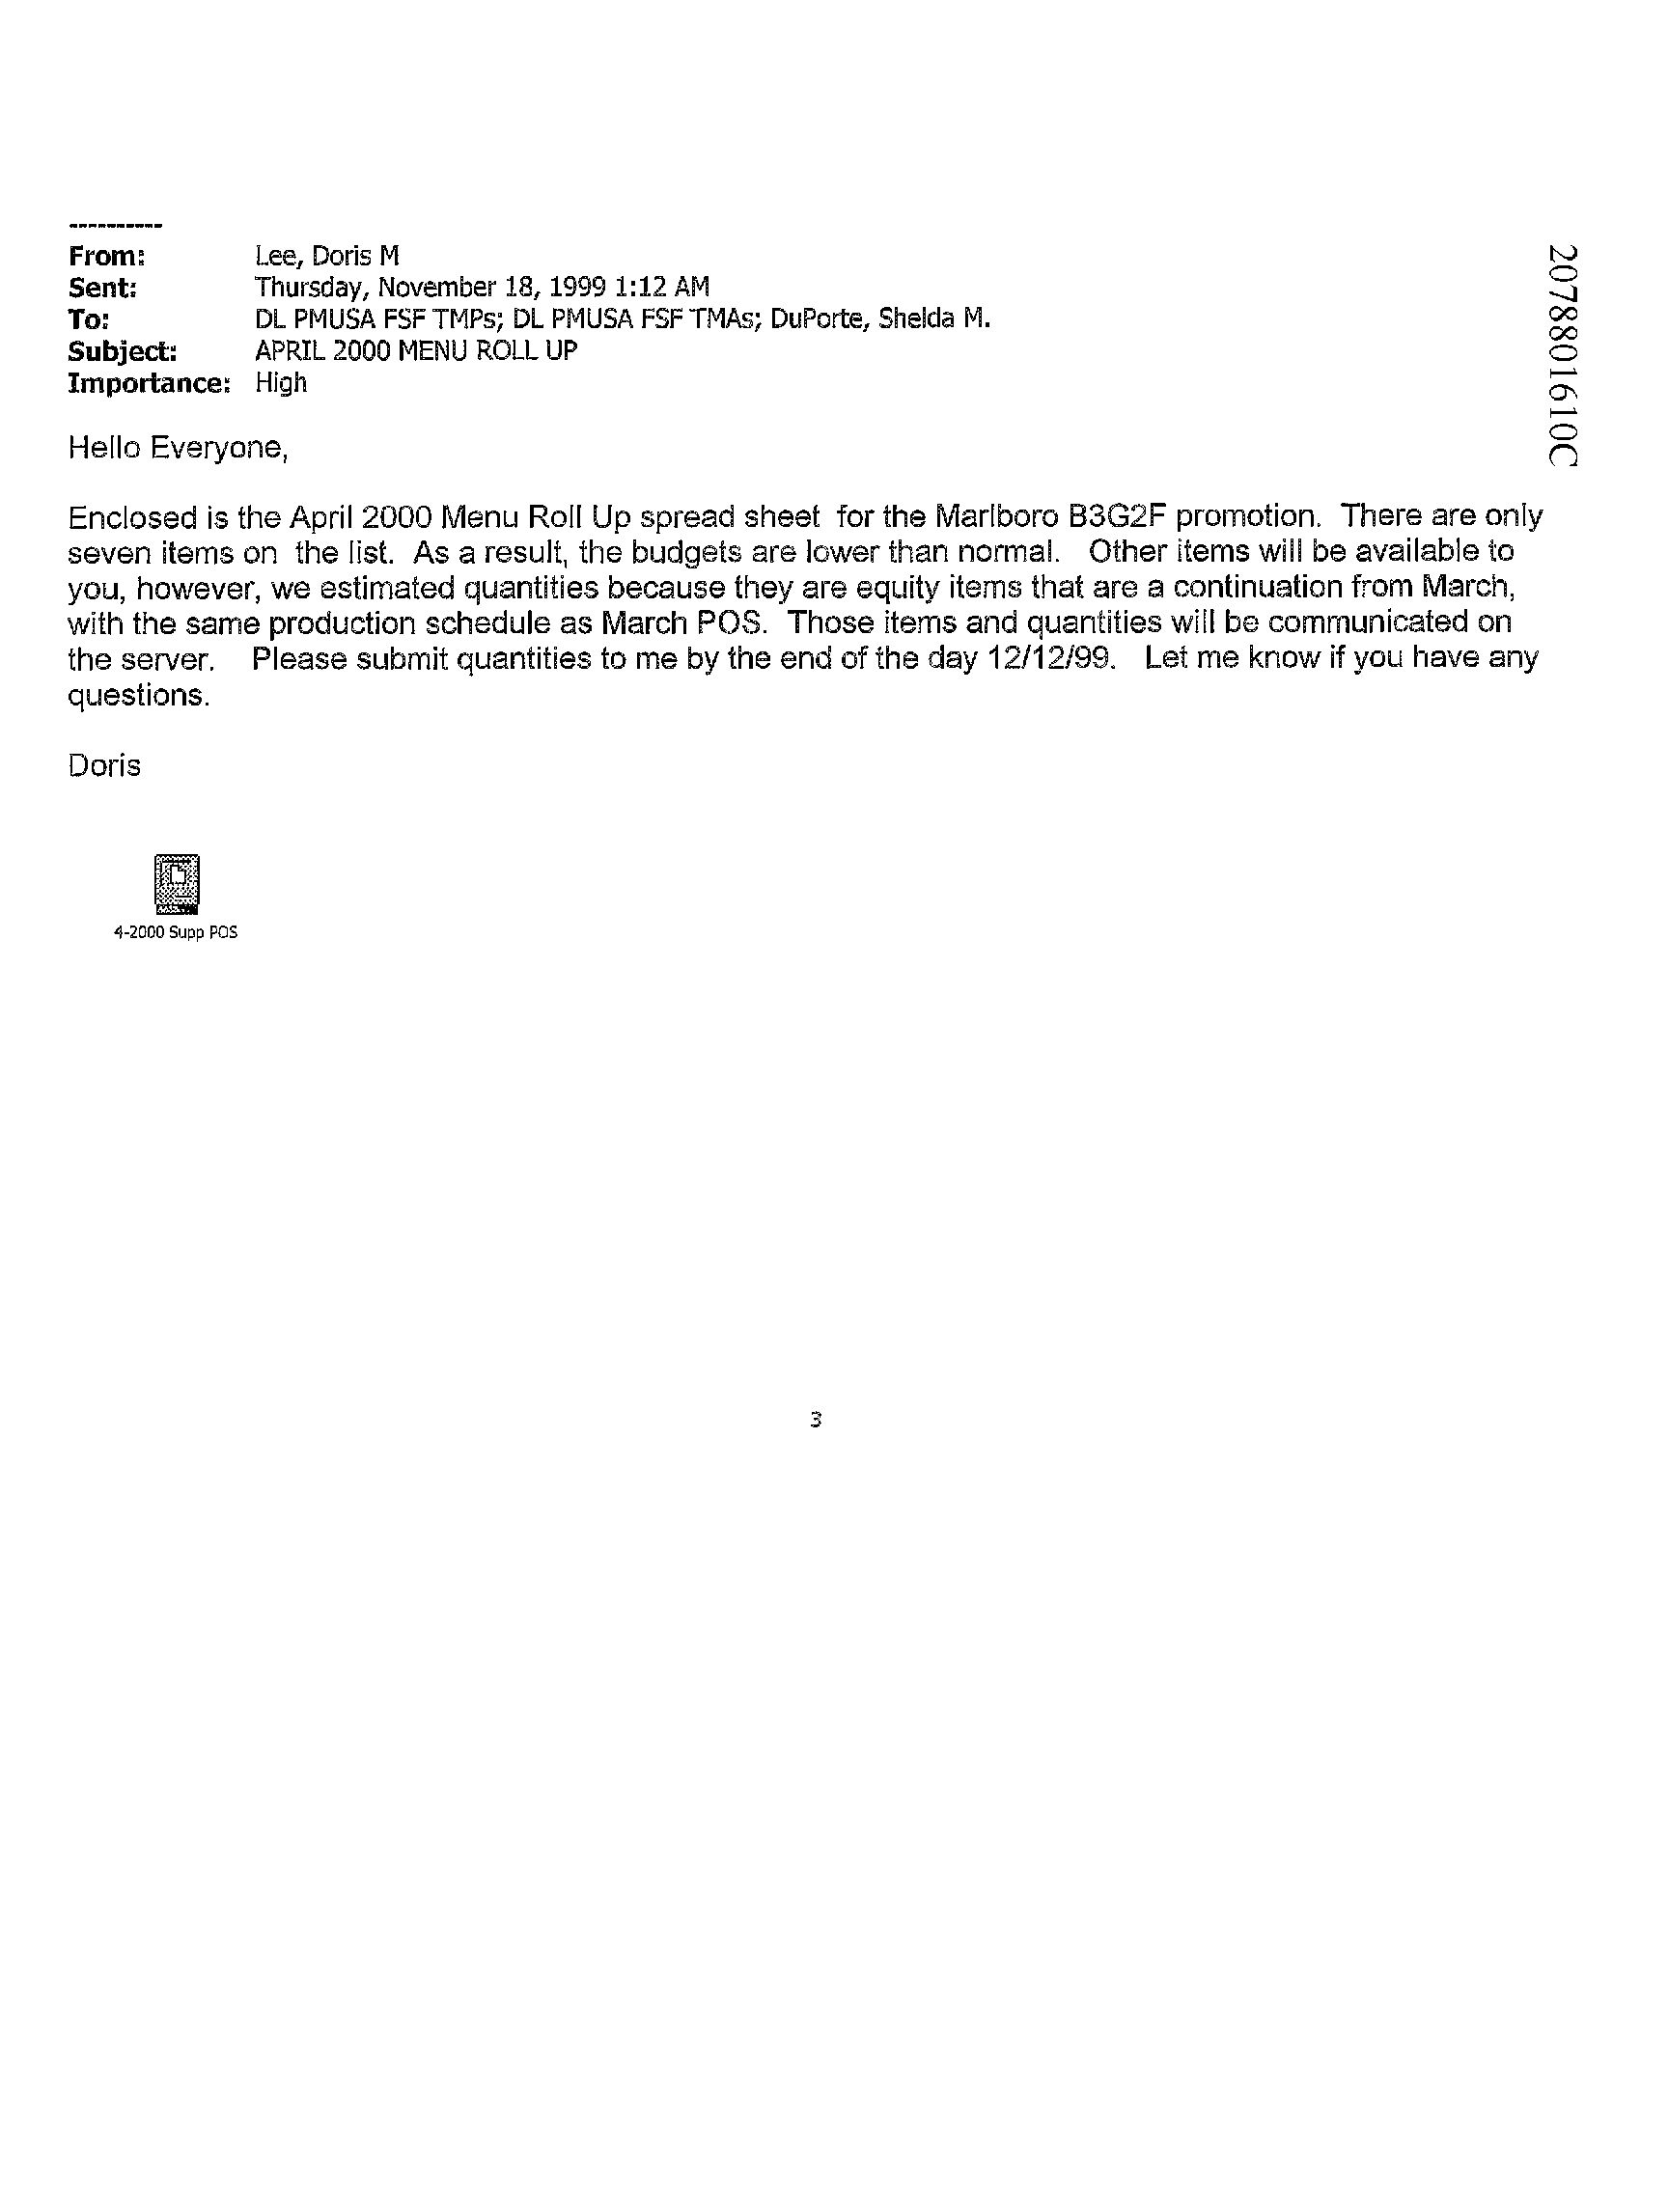 ----------
From: Lee, Doris M
Sent: Thursday, November 18, 1999 1:12 AM
To: DL PMUSA FSF TMPs; DL PMUSA FSF TMAs; DuPorte, Shelda M.
Subject: APRIL 2000 MENU ROLL UP
Importance: High
2078801610C
Hello Everyone,
Enclosed is the April 2000 Menu Roll Up spread sheet for the Marlboro B3G2F promotion. There are only
seven items on the list. As a result, the budgets are lower than normal. Other items will be available to
you, however, we estimated quantities because they are equity items that are a continuation from March,
with the same production schedule as March POS. Those items and quantities will be communicated on
the server. Please submit quantities to me by the end of the day 12/12/99. Let me know if you have any
questions.
Doris
4-2000 Supp POS
3